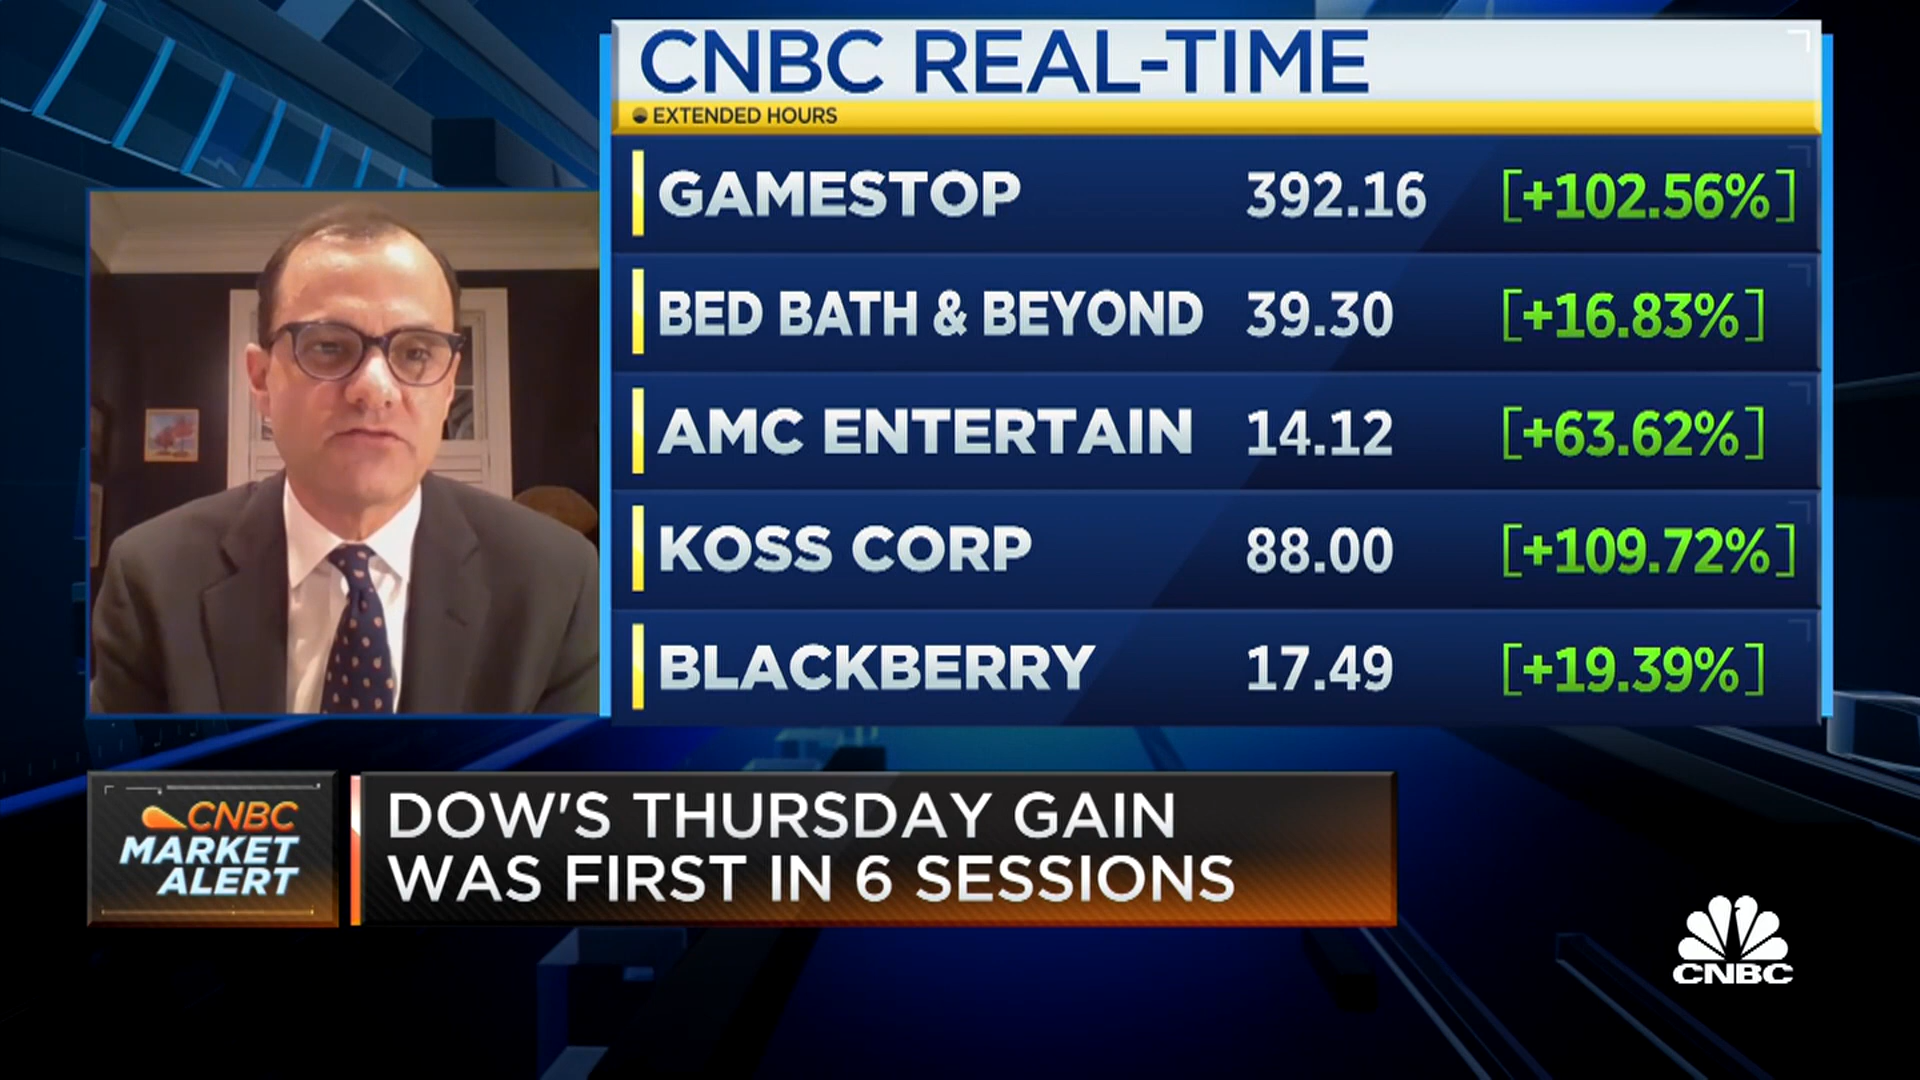 CNBC REAL-TIME
EXTENDED HOURS
GAMESTOP 392.16 [+102.56%]
BED BATH & BEYOND 39.30 [+16.83%]
AMC ENTERTAIN 14.12 [+63.62%]
KOSS CORP 88.00 [+109.72%]
BLACKBERRY 17.49 [+19.39%]
CNBC
MARKET
ALERT
DOW'S THURSDAY GAIN
WAS FIRST IN 6 SESSIONS
CNBC